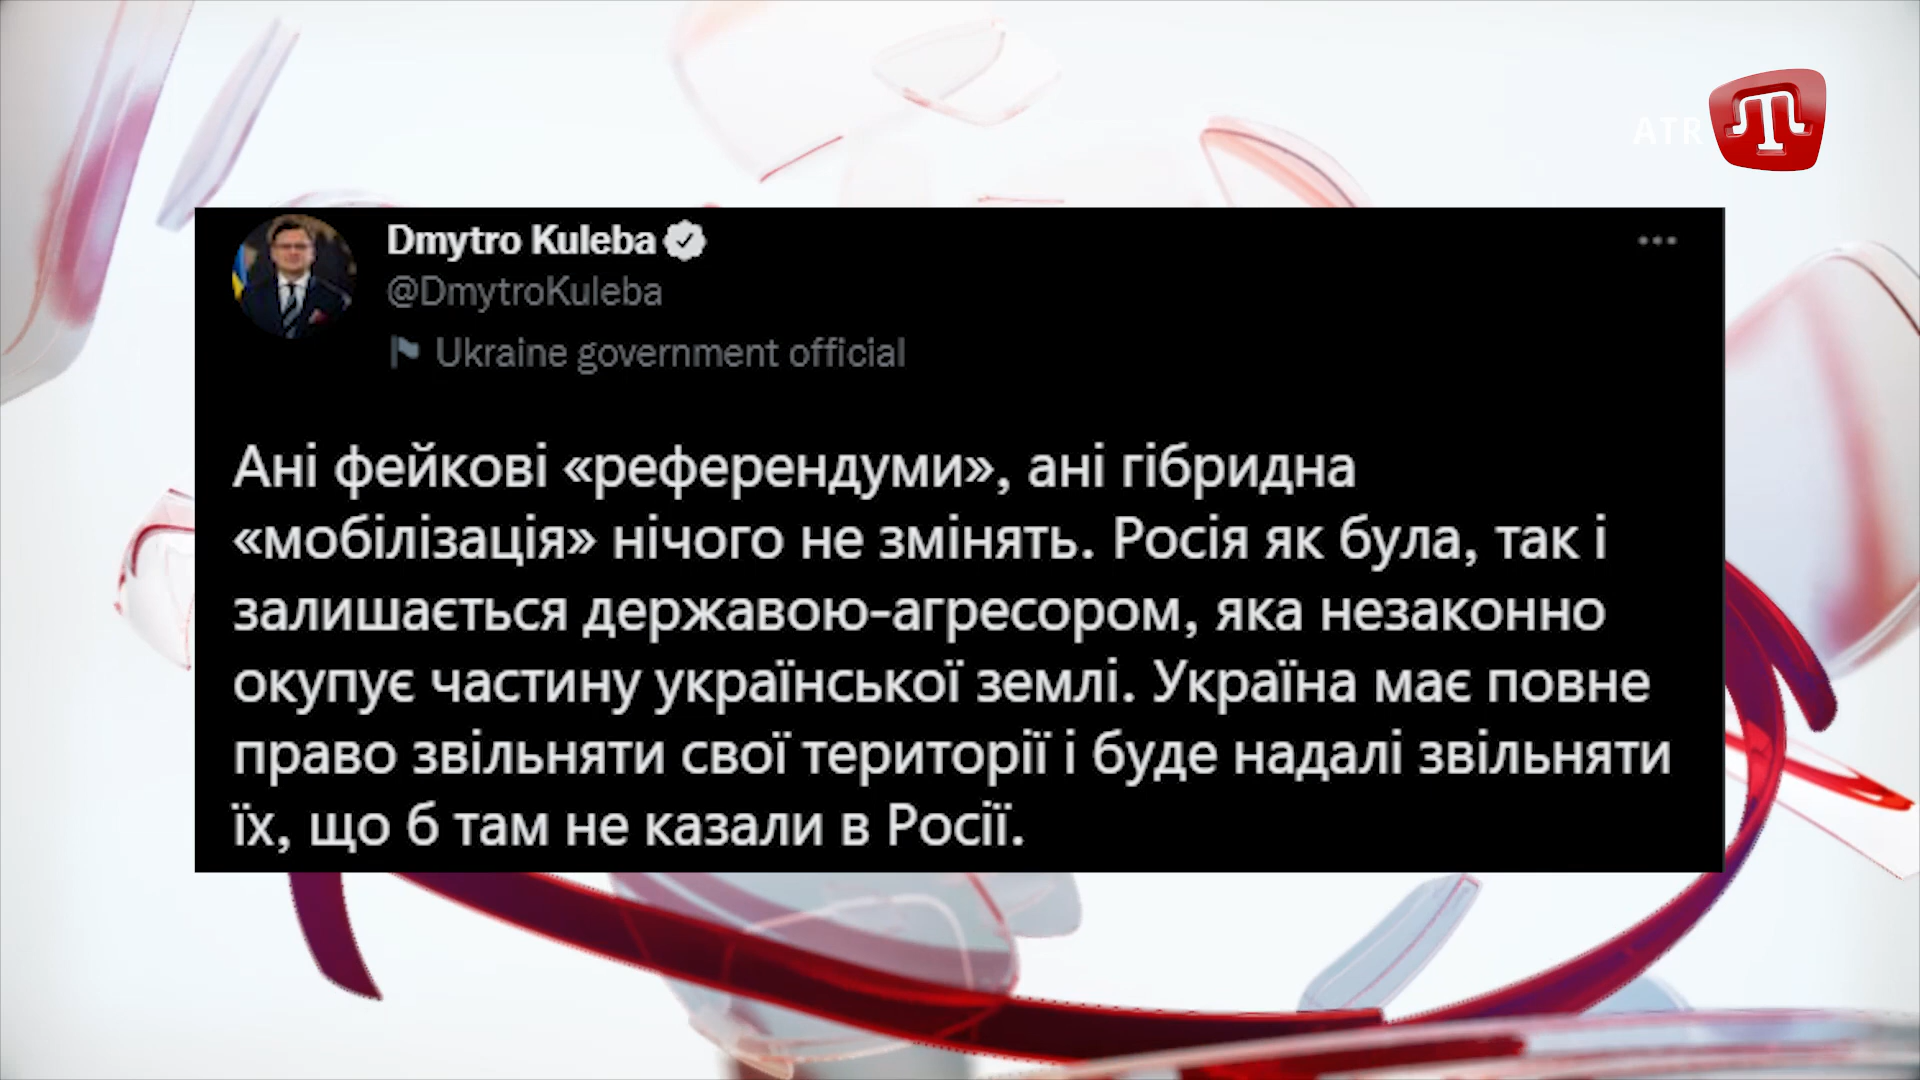 ATR
Dmytro Kuleba
@DmytroKuleba
Ukraine government official
Ані фейкові «референдуми», ані гібридна
«мобілізація» нічого не змінять. Росія як була, так і
залишається державою-агресором, яка незаконно
окупує частину української землі. Україна має повне
право звільняти свої території і буде надалі звільняти
їх, що б там не казали в Росії.